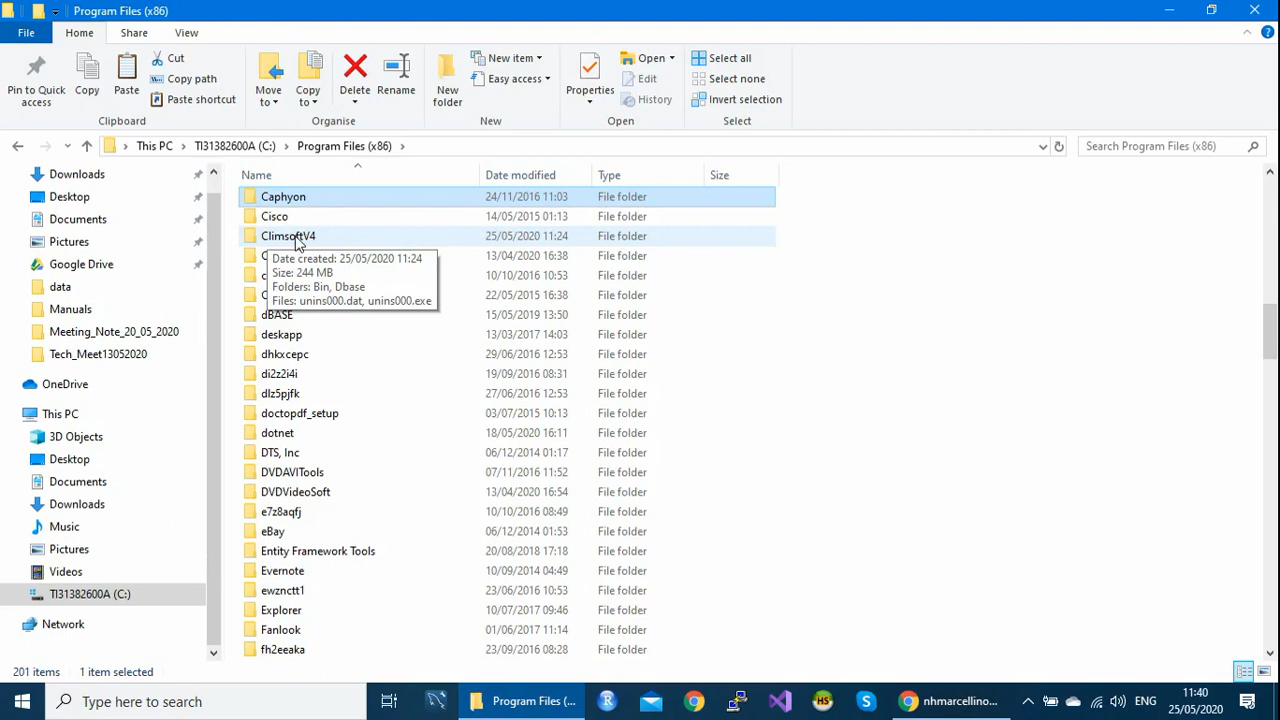 Program Files (x86)
File Home Share View
Pin to Quick access
Copy
Paste
Cut
Copy path
Paste shortcut
Clipboard
Move to
Copy to
Delete
Rename
Organise
New folder
New item
Easy access
New
Properties
Open
Edit
History
Open
Select all
Select none
Invert selection
Select
This PC TI31382600A (C:) Program Files (x86)
Search Program Files (x86)
Downloads
Desktop
Documents
Pictures
Google Drive
data
Manuals
Meeting_Note_20_05_2020
Tech_Meet13052020
OneDrive
This PC
3D Objects
Desktop
Documents
Downloads
Music
Pictures
Videos
TI31382600A (C:)
Network
Name Date modified Type Size
Caphyon 24/11/2016 11:03 File folder
Cisco 14/05/2015 01:13 File folder
ClimsoftV4 25/05/2020 11:24 File folder
13/04/2020 16:38 File folder
10/10/2016 10:53 File folder
22/05/2015 16:38 File folder
Date created: 25/05/2020 11:24
Size: 244 MB
Folders: Bin, Dbase
Files: unins000.dat, unins000.exe
dBASE 15/05/2019 13:50 File folder
deskapp 13/03/2017 14:03 File folder
dhkxcepc 29/06/2016 12:53 File folder
di2z2i4i 19/09/2016 08:31 File folder
dlz5pjfk 27/06/2016 12:53 File folder
doctopdf_setup 03/07/2015 10:13 File folder
dotnet 18/05/2020 16:11 File folder
DTS, Inc 06/12/2014 01:17 File folder
DVDAVITools 07/11/2016 11:52 File folder
DVDVideoSoft 13/04/2020 16:54 File folder
e7z8aqfj 10/10/2016 08:49 File folder
eBay 06/12/2014 01:53 File folder
Entity Framework Tools 20/08/2018 17:18 File folder
Evernote 10/09/2014 04:49 File folder
ewznctt1 23/06/2016 10:53 File folder
Explorer 10/07/2017 09:46 File folder
Fanlook 01/06/2017 11:14 File folder
fh2eeaka 23/09/2016 08:28 File folder
201 items 1 item selected
Type here to search
Program Files (...
nhmarcellino...
ENG
11:40
25/05/2020